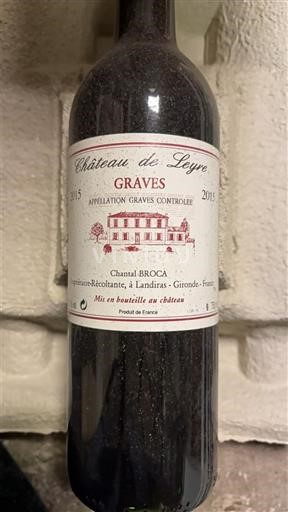 Château de Leyre
GRAVES
2015 2015
APPELLATION GRAVES CONTROLÉE
Chantal BROCA
Propriétaire-Récoltante, à Landiras - Gironde - France
Mis en bouteille au château
Produit de France